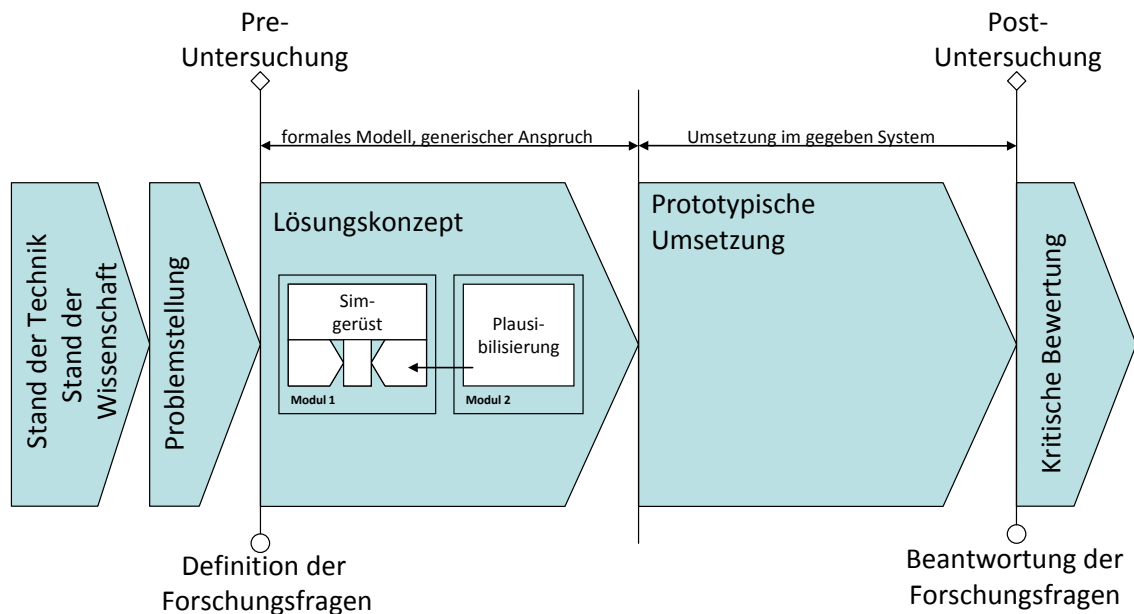 Pre-
Untersuchung
Post-
Untersuchung
formales Modell, generischer Anspruch
Umsetzung im gegeben System
Stand der Technik
Stand der
Wissenschaft
Problemstellung
Lösungskonzept
Sim-
gerüst
Modul 1
Plausi-
bilisierung
Modul 2
Prototypische
Umsetzung
Kritische Bewertung
Definition der
Forschungsfragen
Beantwortung der
Forschungsfragen